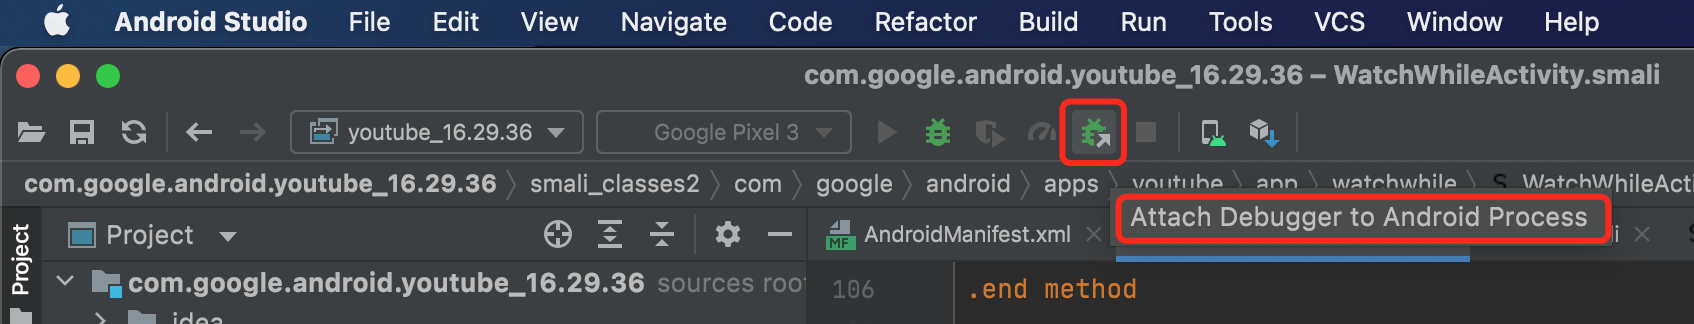 Android Studio File Edit View Navigate Code Refactor Build Run Tools VCS Window Help
com.google.android.youtube_16.29.36 – WatchWhileActivity.smali
youtube_16.29.36 Google Pixel 3
com.google.android.youtube_16.29.36 smali_classes2 com google android apps youtube app watchwhile S WatchWhileActi
Attach Debugger to Android Process
Project
Project
MF AndroidManifest.xml
com.google.android.youtube_16.29.36 sources root
106 .end method
idea